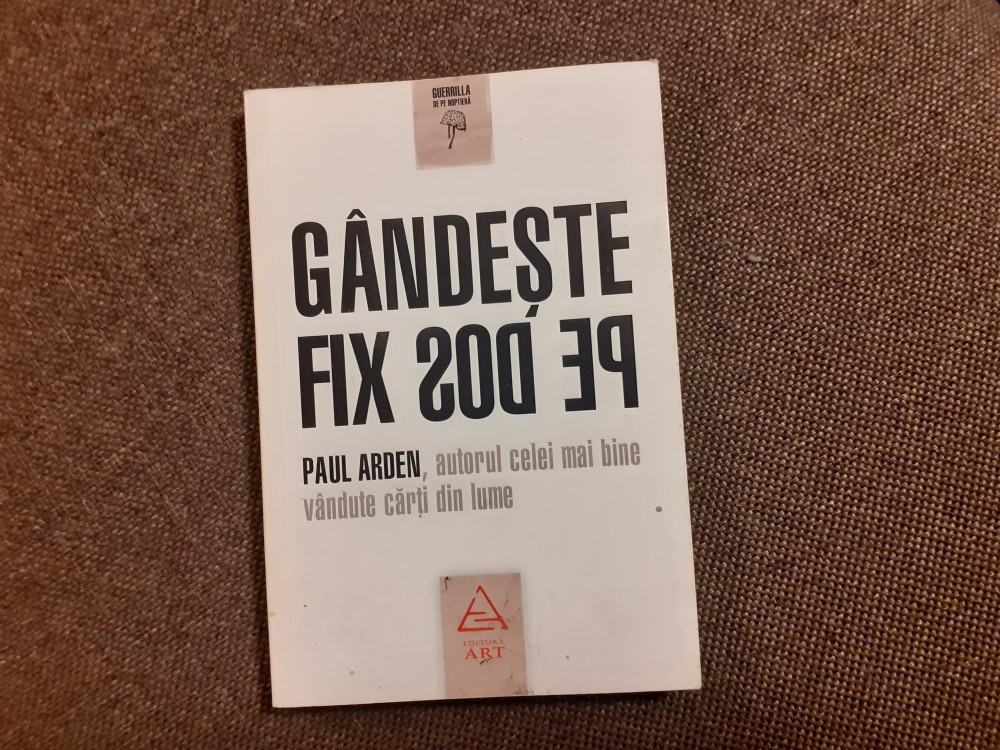 GUERRILLA
DE PE NOPTIERĂ
GÂNDEȘTE
FIX PE DOS
PAUL ARDEN, autorul celei mai bine
vândute cărți din lume
EDITURA
ART